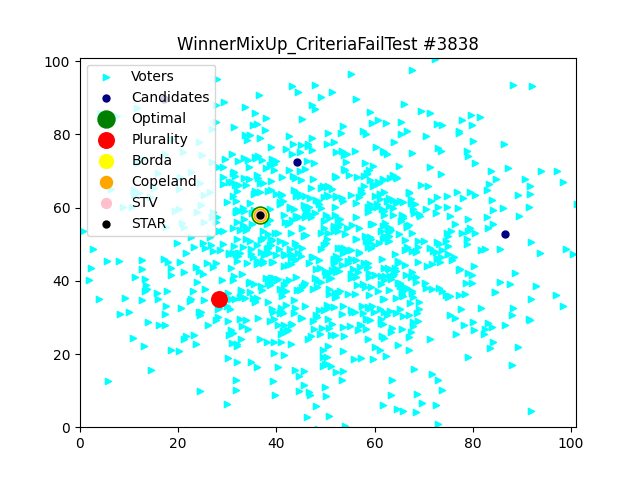 WinnerMixUp_CriteriaFailTest #3838
100
80
60
40
20
0
Voters
Candidates
Optimal
Plurality
Borda
Copeland
STV
STAR
0 20 40 60 80 100